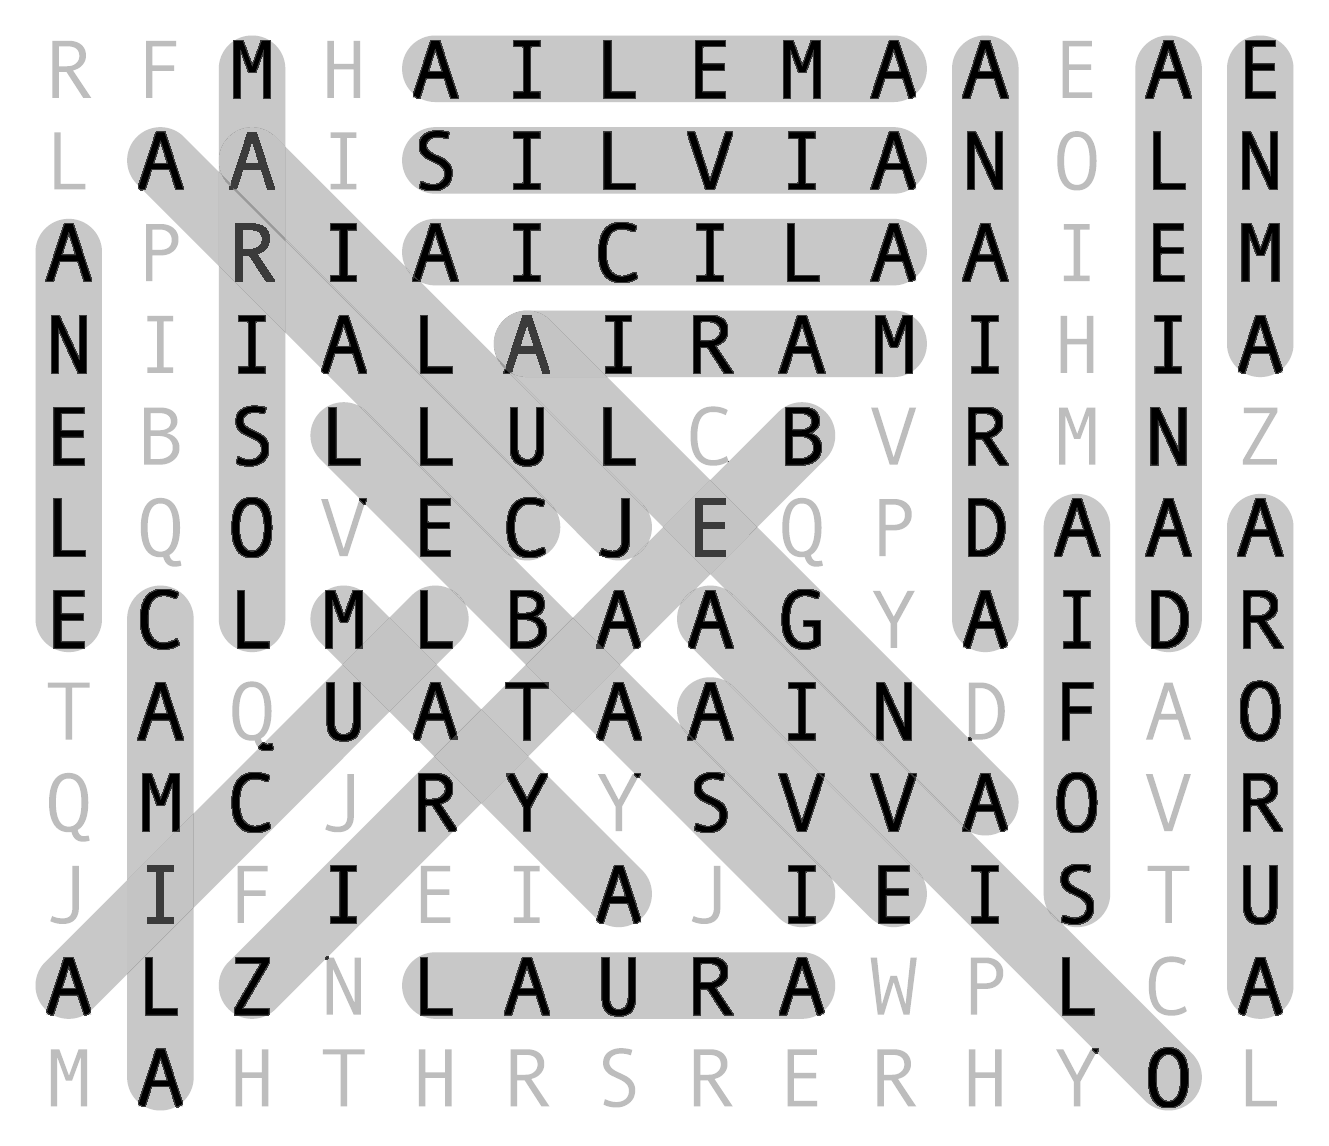 R F M H A I L E M A A E A E
L A A I S I L V I A N O L N
A P R I A I C I L A A I E M
N I I A L A I R A M I H I A
E B S L L U L C B V R M N Z
L Q O V E C J E Q P D A A A
E C L M L B A A G Y A I D R
T A Q U A T A A I N D F A O
Q M C J R Y Y S V V A O V R
J I F I E I A J I E I S T U
A L Z N L A U R A W P L C A
M A H T H R S R E R H Y O L